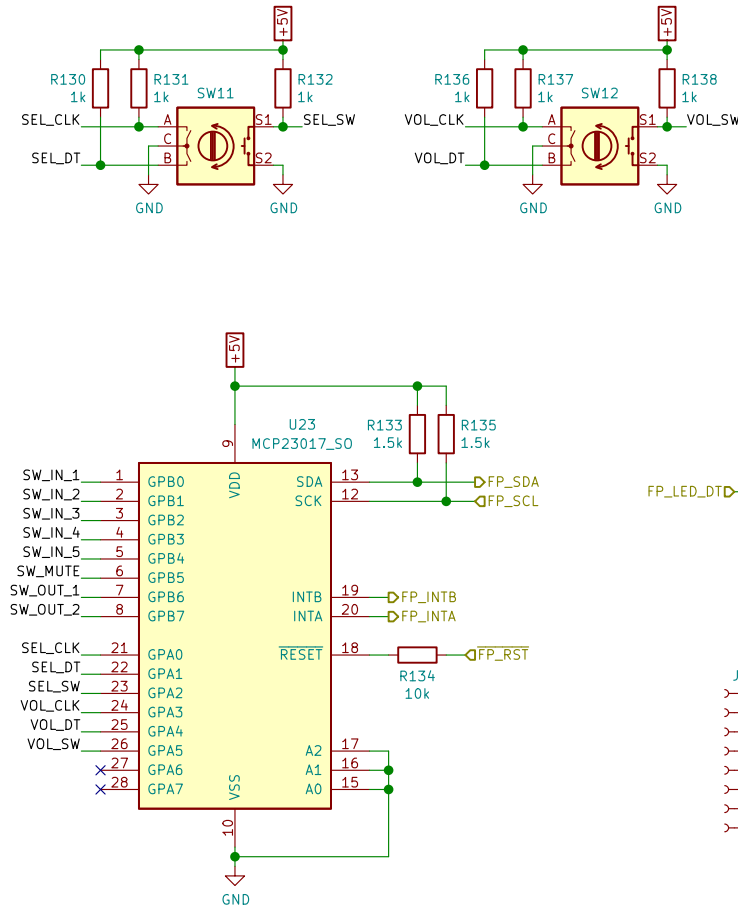 +5V
+5V
R130
1k
R131
1k
R132
1k
SW11
SEL_CLK
SEL_DT
SEL_SW
A
C
B
S1
S2
GND
GND
R136
1k
R137
1k
R138
1k
SW12
VOL_CLK
VOL_DT
VOL_SW
A
C
B
S1
S2
GND
GND
+5V
U23
MCP23017_SO
R133
1.5k
R135
1.5k
9
VDD
SW_IN_1 1 GPB0
SW_IN_2 2 GPB1
SW_IN_3 3 GPB2
SW_IN_4 4 GPB3
SW_IN_5 5 GPB4
SW_MUTE 6 GPB5
SW_OUT_1 7 GPB6
SW_OUT_2 8 GPB7
SEL_CLK 21 GPA0
SEL_DT 22 GPA1
SEL_SW 23 GPA2
VOL_CLK 24 GPA3
VOL_DT 25 GPA4
VOL_SW 26 GPA5
27 GPA6
28 GPA7
SDA 13 FP_SDA
SCK 12 FP_SCL
INTB 19 FP_INTB
INTA 20 FP_INTA
RESET 18 FP_RST
R134
10k
A2 17
A1 16
A0 15
VSS
10
GND
FP_LED_DT
J